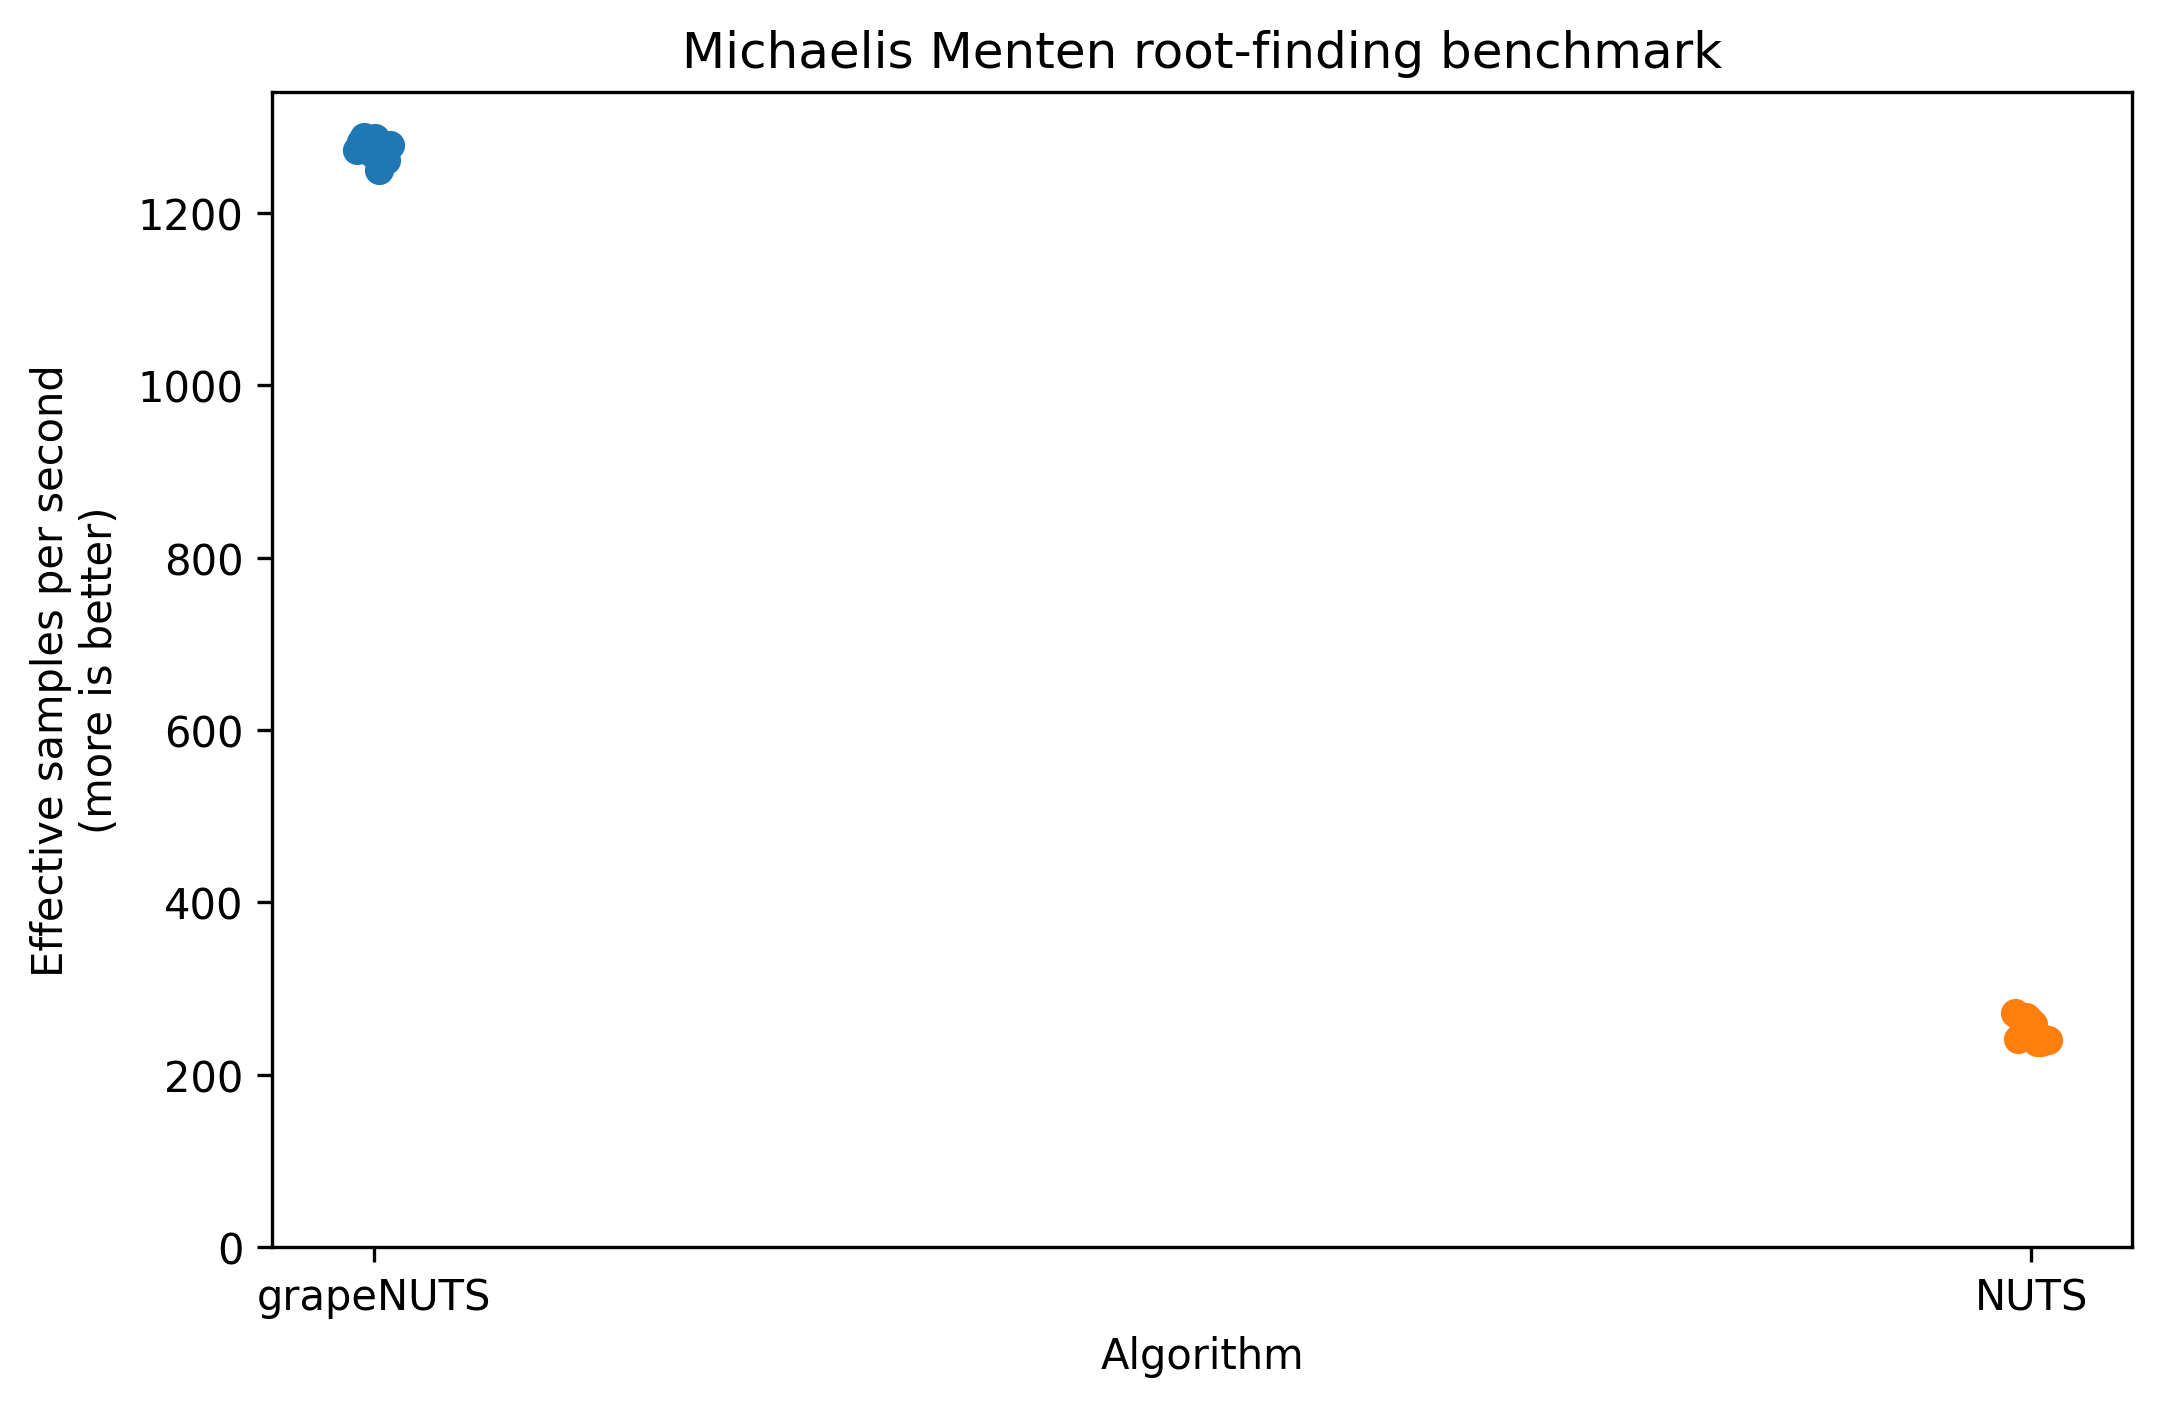 Michaelis Menten root-finding benchmark
Effective samples per second
(more is better)
1200
1000
800
600
400
200
0
grapeNUTS
NUTS
Algorithm